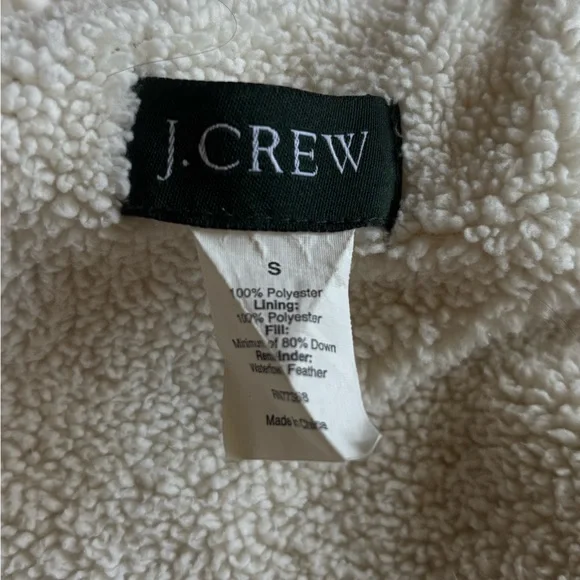 J.CREW
S
100% Polyester
Lining:
100% Polyester
Fill:
Minimum of 80% Down
Remainder:
Waterfowl Feather
Made in China